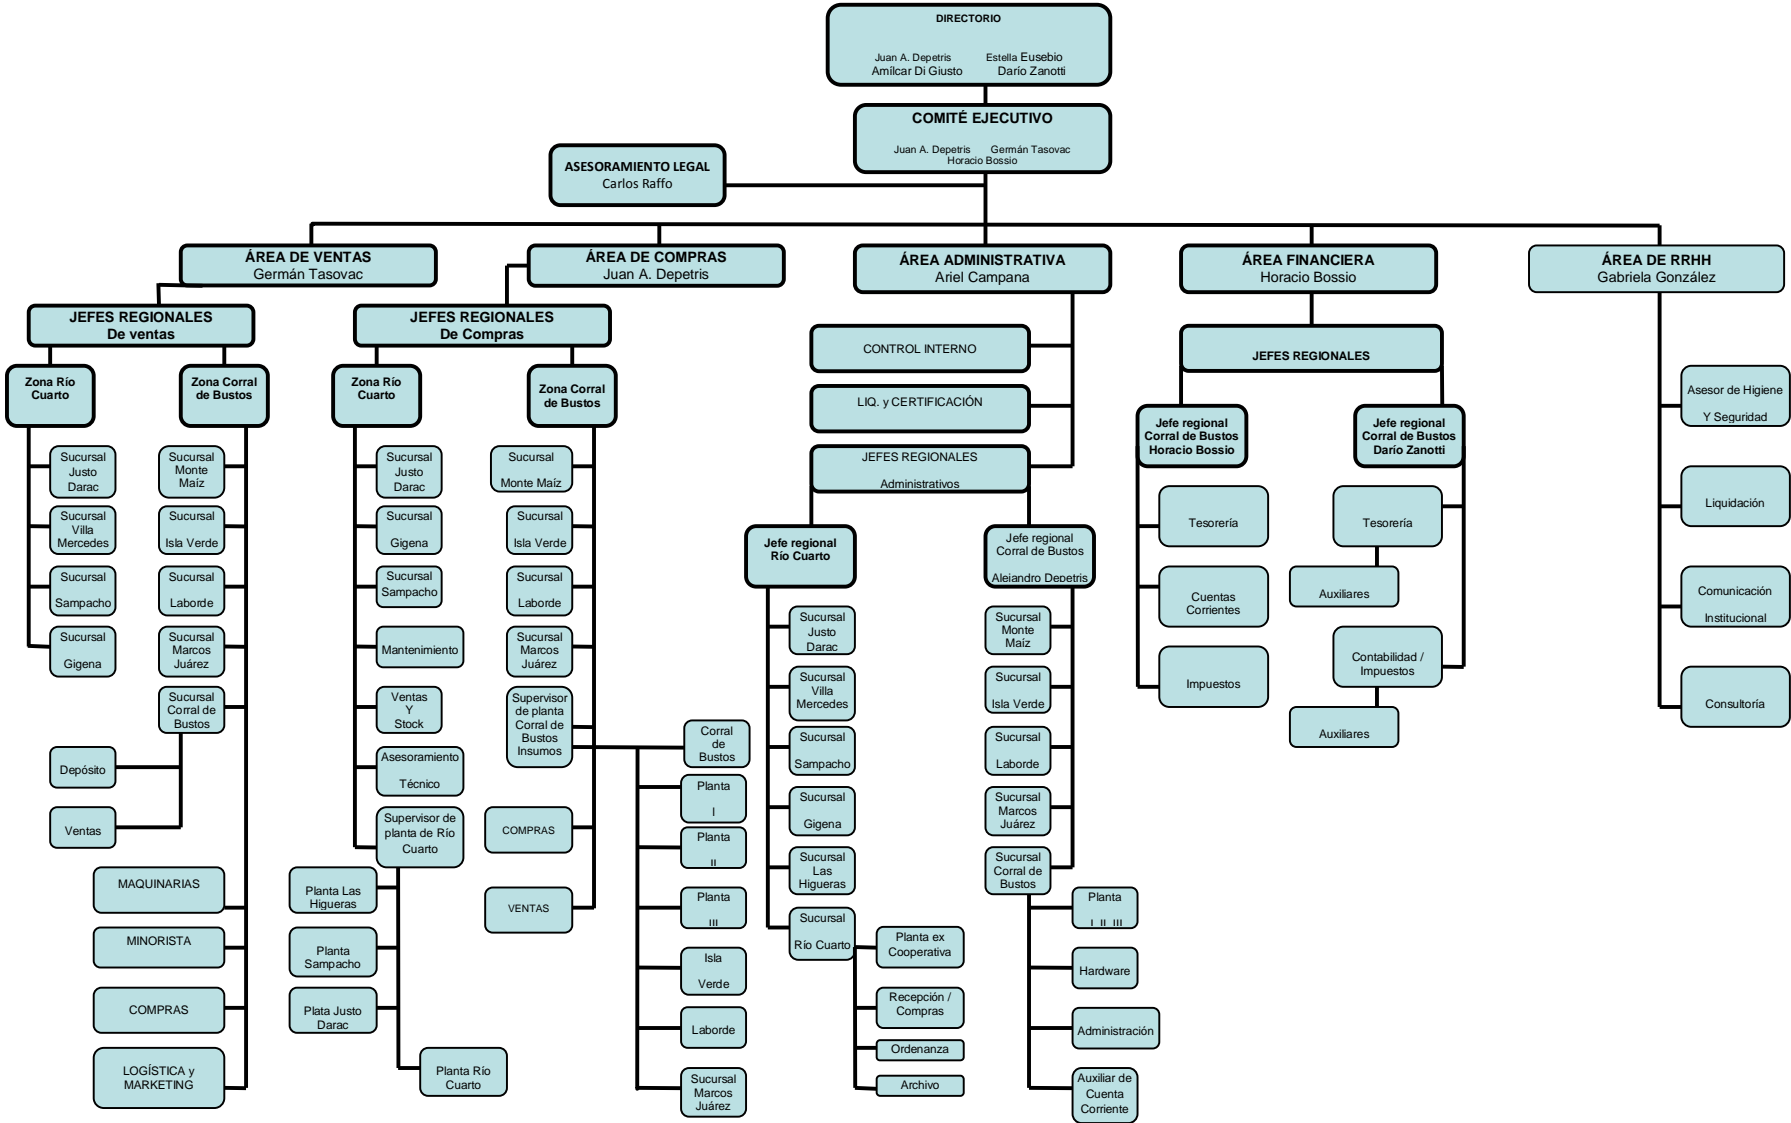 DIRECTORIO
Juan A. Depetris Estella Eusebio
Amílcar Di Giusto Darío Zanotti
COMITÉ EJECUTIVO
Juan A. Depetris Germán Tasovac
Horacio Bossio
ASESORAMIENTO LEGAL
Carlos Raffo
ÁREA DE VENTAS
Germán Tasovac
ÁREA DE COMPRAS
Juan A. Depetris
ÁREA ADMINISTRATIVA
Ariel Campana
ÁREA FINANCIERA
Horacio Bossio
ÁREA DE RRHH
Gabriela González
JEFES REGIONALES
De ventas
Zona Río
Cuarto
Sucursal
Justo
Darac
Sucursal
Villa
Mercedes
Sucursal
Sampacho
Sucursal
Gigena
Zona Corral
de Bustos
Sucursal
Monte
Maíz
Sucursal
Isla Verde
Sucursal
Laborde
Sucursal
Marcos
Juárez
Sucursal
Corral de
Bustos
Depósito
Ventas
MAQUINARIAS
MINORISTA
COMPRAS
LOGÍSTICA y
MARKETING
JEFES REGIONALES
De Compras
Zona Río
Cuarto
Sucursal
Justo
Darac
Sucursal
Gigena
Sucursal
Sampacho
Mantenimiento
Ventas
Y
Stock
Asesoramiento
Técnico
Supervisor de
planta de Río
Cuarto
Planta Las
Higueras
Planta
Sampacho
Plata Justo
Darac
Planta Río
Cuarto
Zona Corral
de Bustos
Sucursal
Monte Maíz
Sucursal
Isla Verde
Sucursal
Laborde
Sucursal
Marcos
Juárez
Supervisor
de planta
Corral de
Bustos
Insumos
COMPRAS
VENTAS
Corral
de
Bustos
Planta
I
Planta
II
Planta
III
Isla
Verde
Laborde
Sucursal
Marcos
Juárez
CONTROL INTERNO
LIQ. y CERTIFICACIÓN
JEFES REGIONALES
Administrativos
Jefe regional
Río Cuarto
Sucursal
Justo
Darac
Sucursal
Villa
Mercedes
Sucursal
Sampacho
Sucursal
Gigena
Sucursal
Las
Higueras
Sucursal
Río Cuarto
Planta ex
Cooperativa
Recepción /
Compras
Ordenanza
Archivo
Jefe regional
Corral de Bustos
Alejandro Depetris
Sucursal
Monte
Maíz
Sucursal
Isla Verde
Sucursal
Laborde
Sucursal
Marcos
Juárez
Sucursal
Corral de
Bustos
Planta
I II III
Hardware
Administración
Auxiliar de
Cuenta
Corriente
JEFES REGIONALES
Jefe regional
Corral de Bustos
Horacio Bossio
Tesorería
Cuentas
Corrientes
Impuestos
Jefe regional
Corral de Bustos
Darío Zanotti
Tesorería
Auxiliares
Contabilidad /
Impuestos
Auxiliares
Asesor de Higiene
Y Seguridad
Liquidación
Comunicación
Institucional
Consultoría